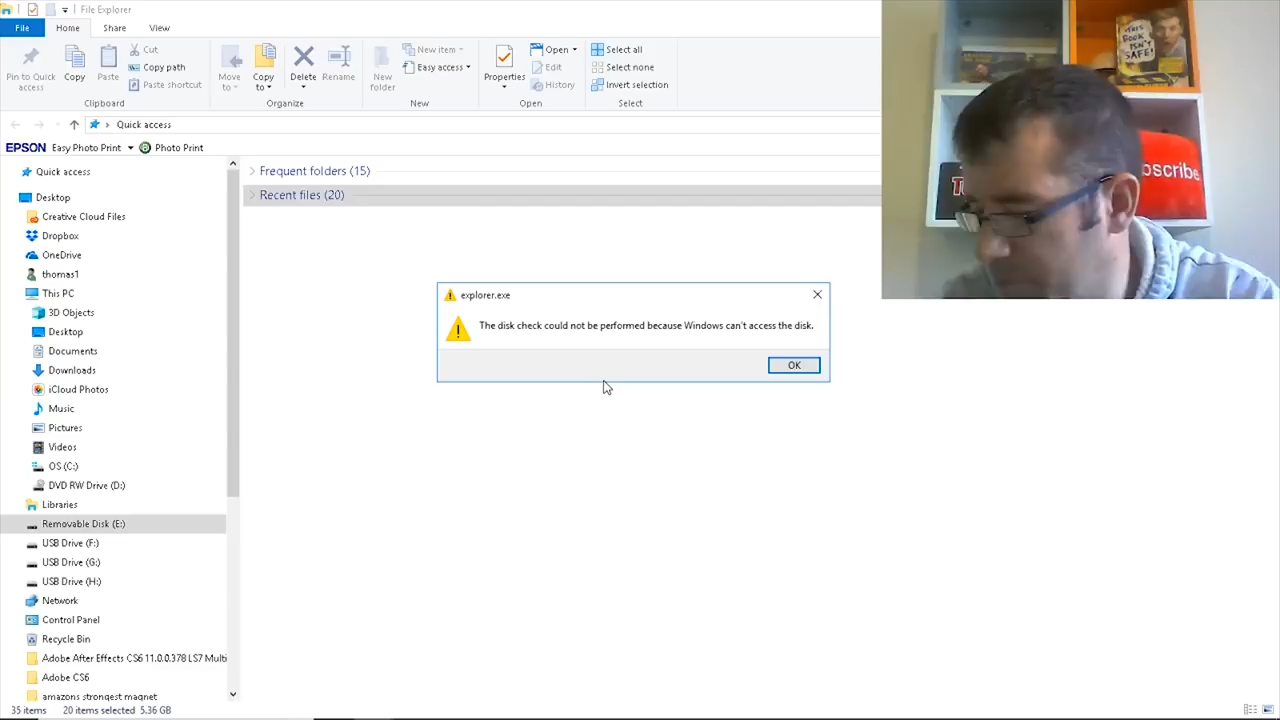 File Explorer
File Home Share View
Pin to Quick access
Copy
Paste
Cut
Copy path
Paste shortcut
Clipboard
Move to
Copy to
Delete
Rename
Organize
New folder
New item
Easy access
New
Properties
Open
Edit
History
Open
Select all
Select none
Invert selection
Select
Quick access
EPSON Easy Photo Print Photo Print
Quick access
Desktop
Creative Cloud Files
Dropbox
OneDrive
thomas1
This PC
3D Objects
Desktop
Documents
Downloads
iCloud Photos
Music
Pictures
Videos
OS (C:)
DVD RW Drive (D:)
Libraries
Removable Disk (E:)
USB Drive (F:)
USB Drive (G:)
USB Drive (H:)
Network
Control Panel
Recycle Bin
Adobe After Effects CS6 11.0.0.378 LS7 Multi
Adobe CS6
amazons strongest magnet
35 items 20 items selected 5.36 GB
Frequent folders (15)
Recent files (20)
explorer.exe
The disk check could not be performed because Windows can't access the disk.
OK
THIS
BOOK
ISN'T
SAFE!
bscribe